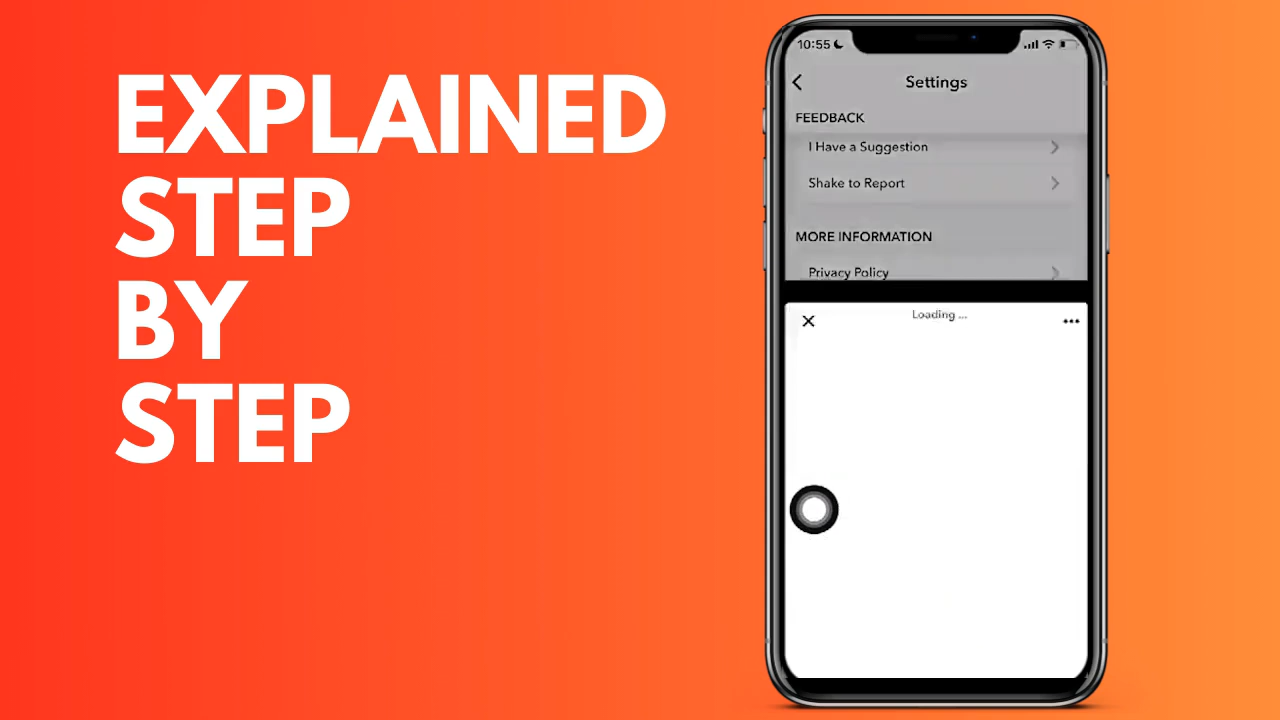 EXPLAINED
STEP
BY
STEP
10:55
Settings
FEEDBACK
I Have a Suggestion
Shake to Report
MORE INFORMATION
Privacy Policy
Loading ...